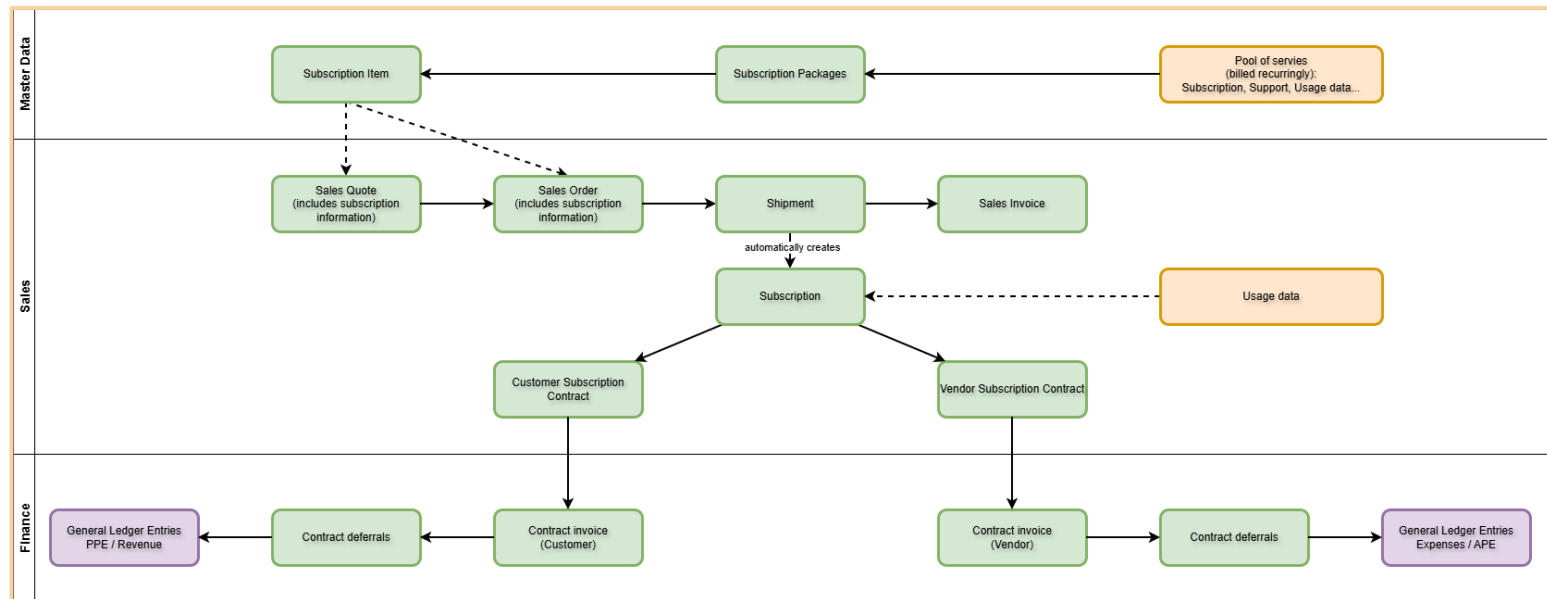 Master Data
Subscription Item
Subscription Packages
Pool of servies
(billed recurringly):
Subscription, Support, Usage data...
Sales
Sales Quote
(includes subscription
information)
Sales Order
(includes subscription
information)
Shipment
Sales Invoice
automatically creates
Subscription
Usage data
Customer Subscription
Contract
Vendor Subscription Contract
Finance
General Ledger Entries
PPE / Revenue
Contract deferrals
Contract invoice
(Customer)
Contract invoice
(Vendor)
Contract deferrals
General Ledger Entries
Expenses / APE